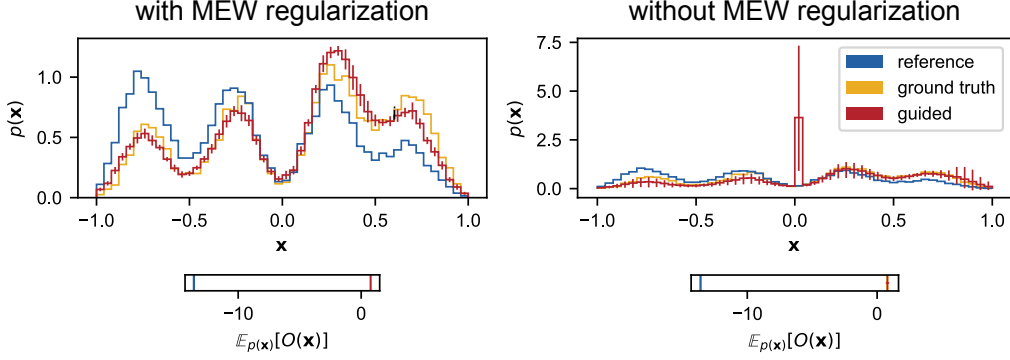 with MEW regularization
p(x)
1.0
0.5
0.0
−1.0 −0.5 0.0 0.5 1.0
x
−10 0
𝔼p(x)[O(x)]
without MEW regularization
p(x)
7.5
5.0
2.5
0.0
−1.0 −0.5 0.0 0.5 1.0
x
reference
ground truth
guided
−10 0
𝔼p(x)[O(x)]